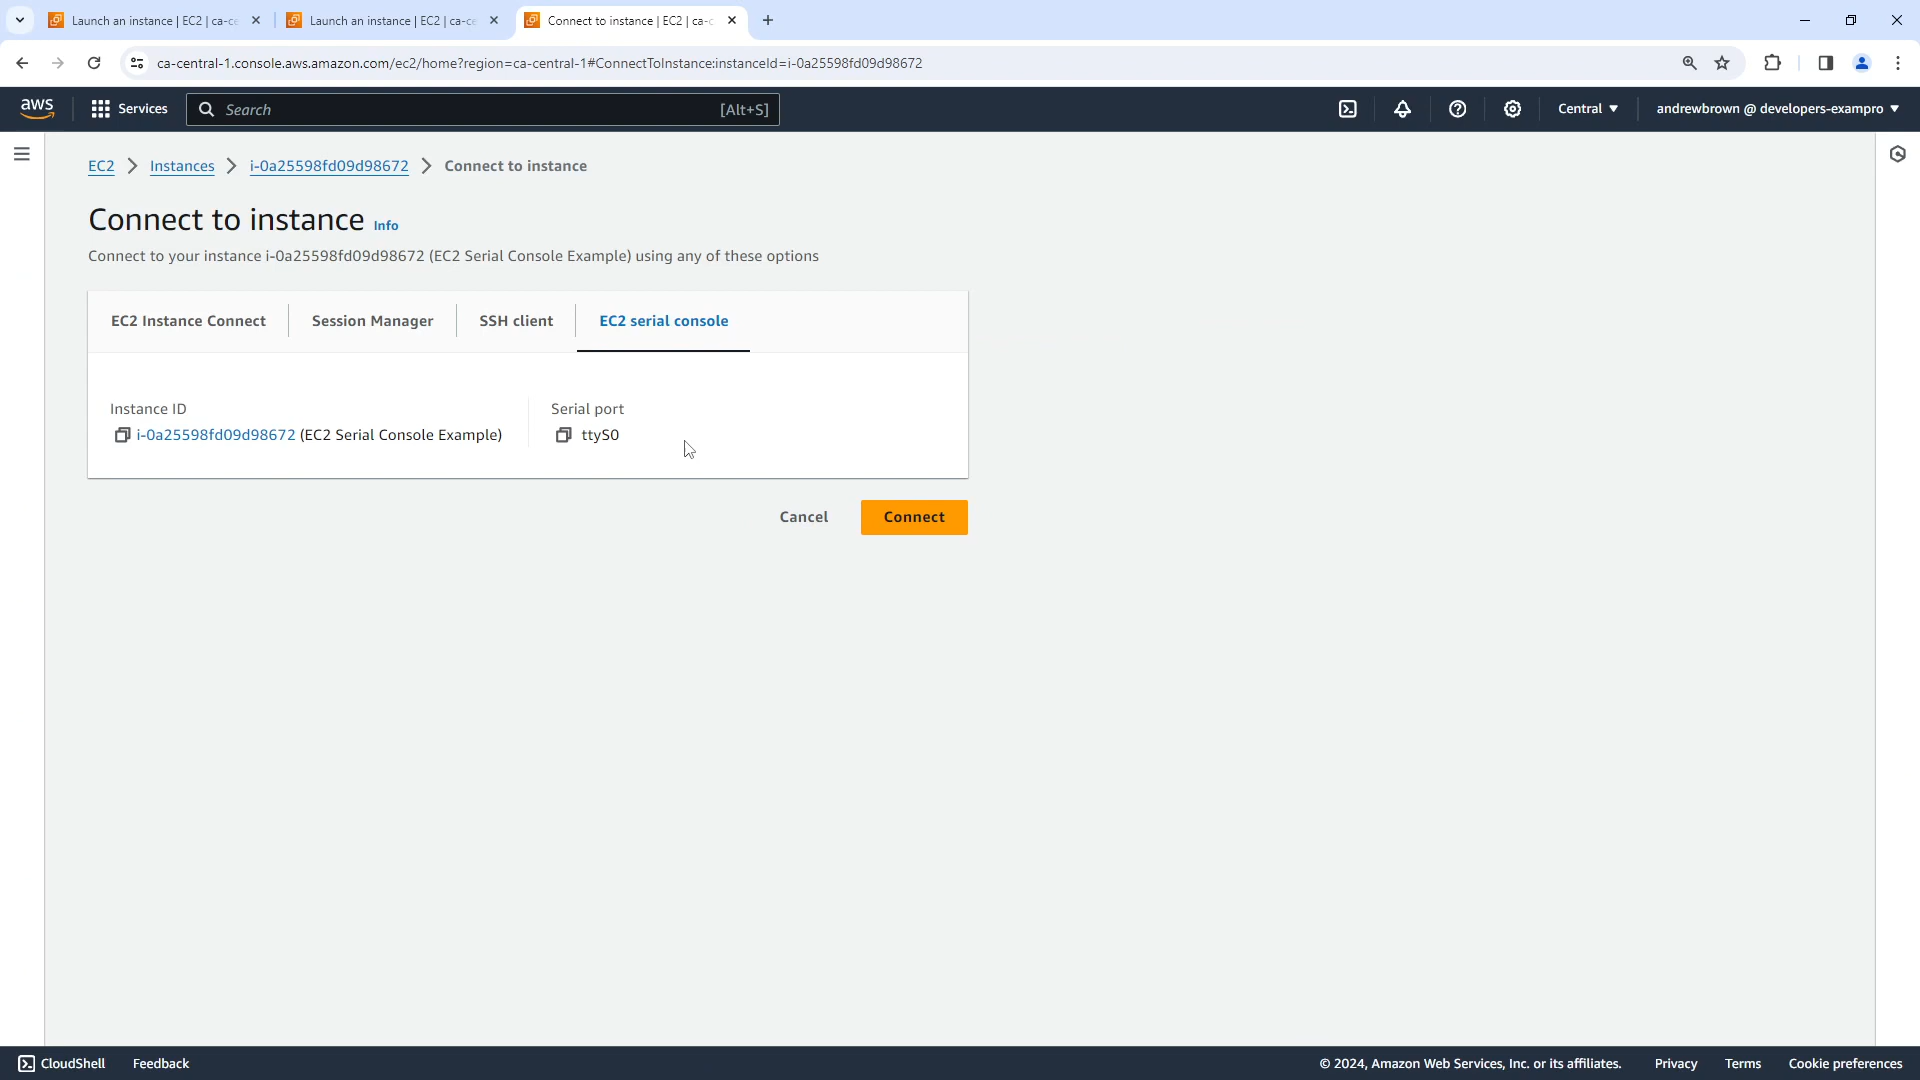 Launch an instance | EC2 | ca-ce
Launch an instance | EC2 | ca-ce
Connect to instance | EC2 | ca-c
ca-central-1.console.aws.amazon.com/ec2/home?region=ca-central-1#ConnectToInstance:instanceId=i-0a25598fd09d98672
aws
Services
Search
[Alt+S]
Central
andrewbrown @ developers-exampro
EC2 > Instances > i-0a25598fd09d98672 > Connect to instance
Connect to instance Info
Connect to your instance i-0a25598fd09d98672 (EC2 Serial Console Example) using any of these options
EC2 Instance Connect
Session Manager
SSH client
EC2 serial console
Instance ID
i-0a25598fd09d98672 (EC2 Serial Console Example)
Serial port
ttyS0
Cancel
Connect
CloudShell
Feedback
© 2024, Amazon Web Services, Inc. or its affiliates.
Privacy
Terms
Cookie preferences